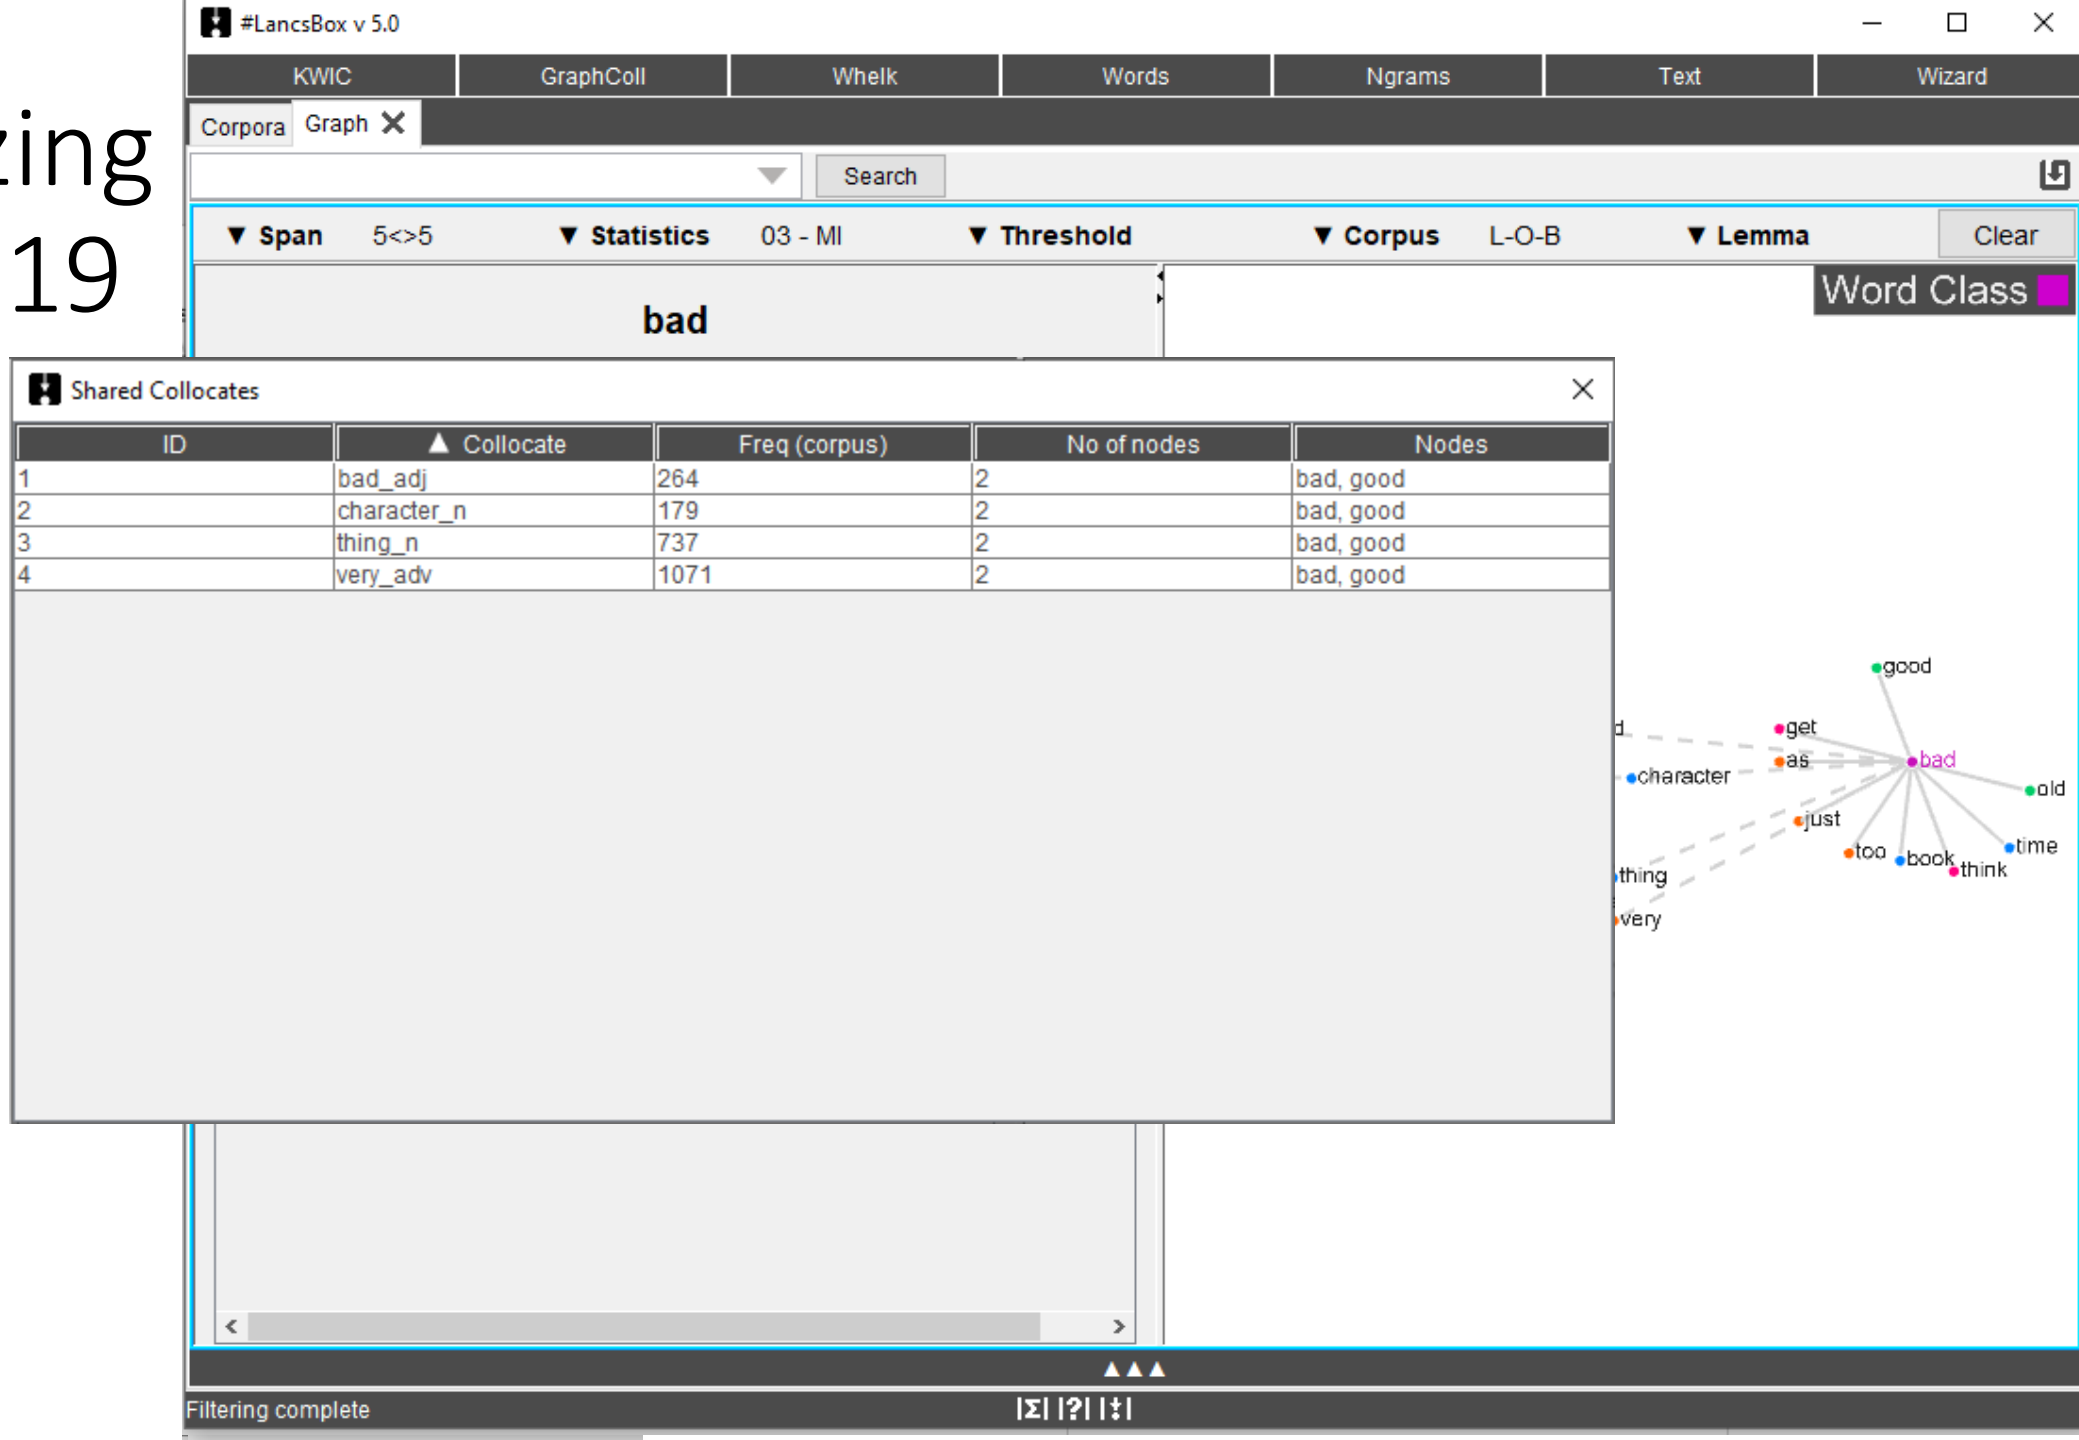 #LancsBox v 5.0
KWIC GraphColl Whelk Words Ngrams Text Wizard
Corpora Graph
zing
19
Search
▼ Span 5<>5 ▼ Statistics 03 - MI ▼ Threshold ▼ Corpus L-O-B ▼ Lemma Clear
Word Class
bad
Shared Collocates
ID ▲ Collocate Freq (corpus) No of nodes Nodes
1 bad_adj 264 2 bad, good
2 character_n 179 2 bad, good
3 thing_n 737 2 bad, good
4 very_adv 1071 2 bad, good
good
d
get
as
bad
character
old
just
too
book
think
time
thing
very
▲▲▲
Filtering complete |Σ| |?| |‡|